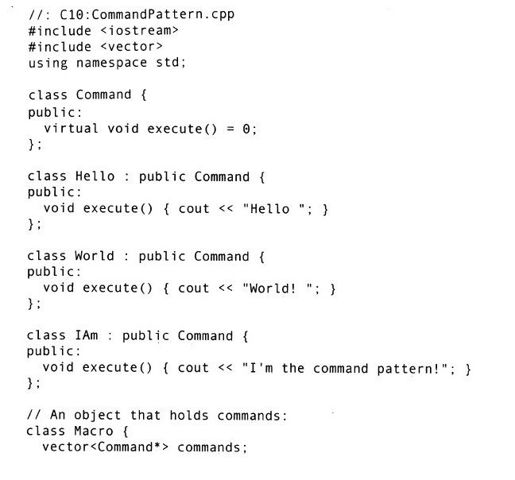 //: C10:CommandPattern.cpp
#include <iostream>
#include <vector>
using namespace std;

class Command {
public:
  virtual void execute() = 0;
};

class Hello : public Command {
public:
  void execute() { cout << "Hello "; }
};

class World : public Command {
public:
  void execute() { cout << "World! "; }
};

class IAm : public Command {
public:
  void execute() { cout << "I'm the command pattern!"; }
};

// An object that holds commands:
class Macro {
  vector<Command*> commands;